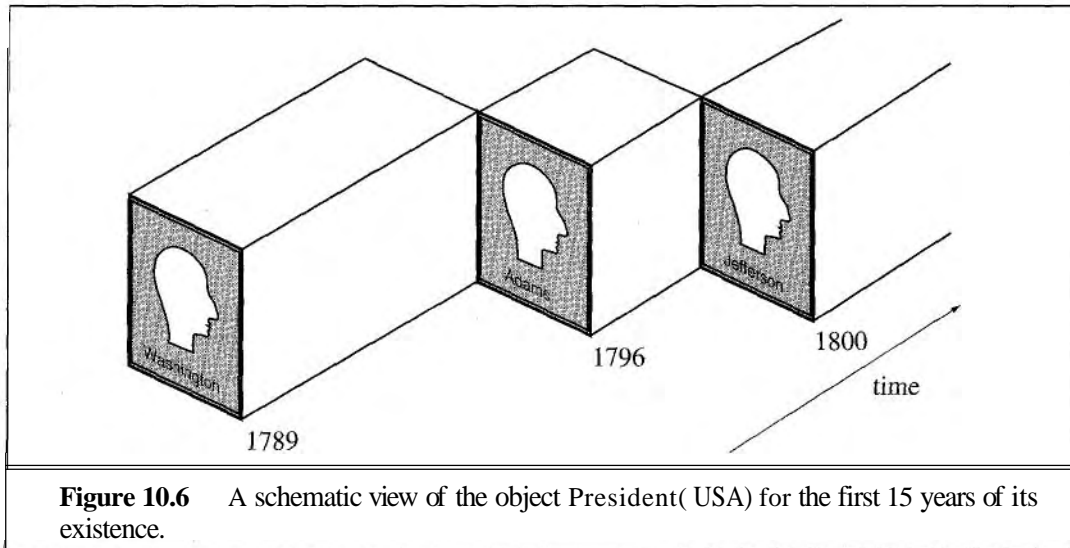 Washington
Adams
Jefferson
1789
1796
1800
time
Figure 10.6 A schematic view of the object President( USA) for the first 15 years of its
existence.